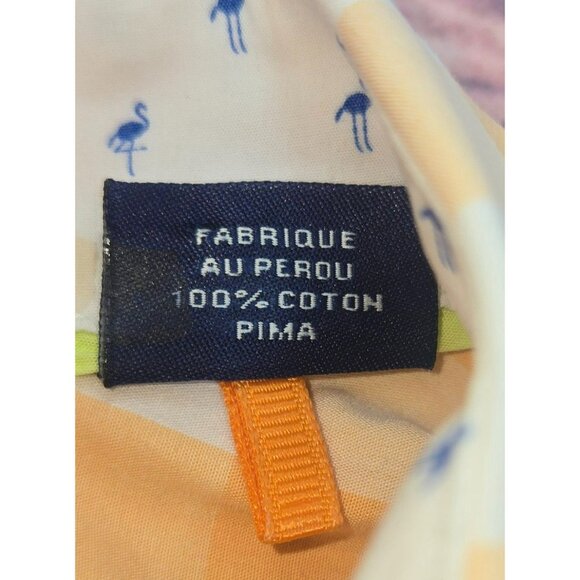 FABRIQUE
AU PEROU
100% COTON
PIMA